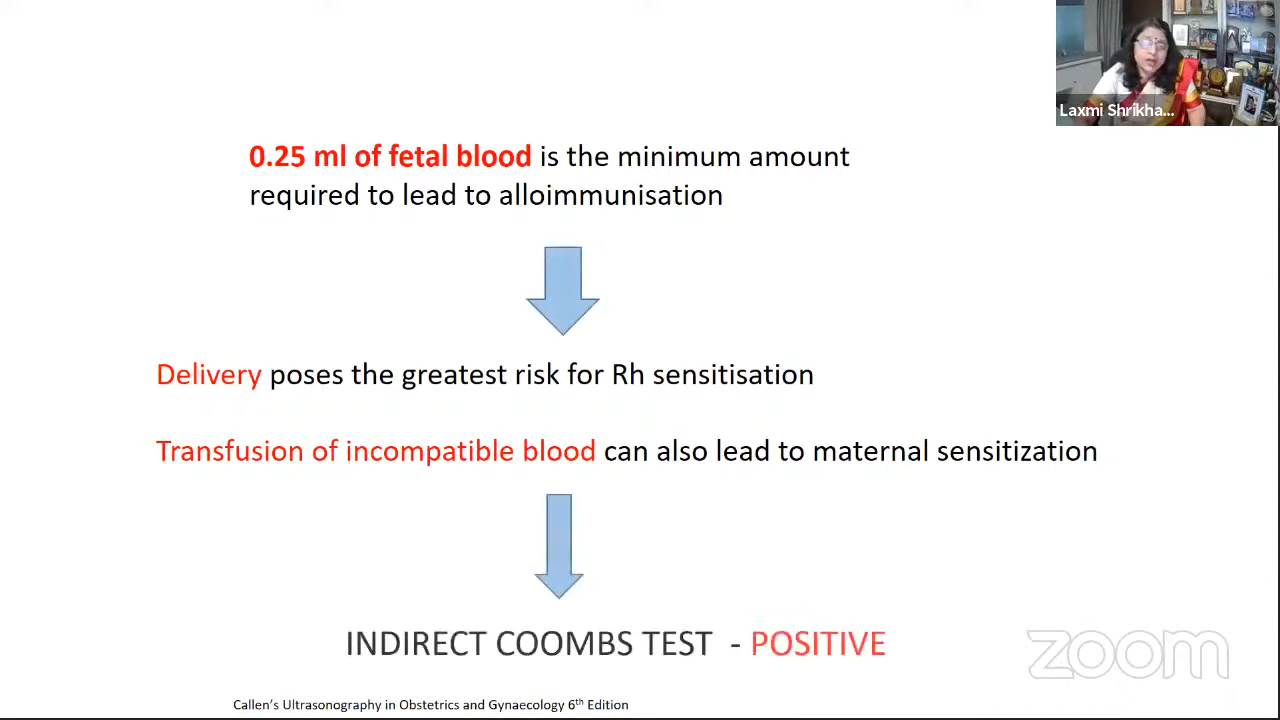 Laxmi Shrikha...
0.25 ml of fetal blood is the minimum amount
required to lead to alloimmunisation
Delivery poses the greatest risk for Rh sensitisation
Transfusion of incompatible blood can also lead to maternal sensitization
INDIRECT COOMBS TEST - POSITIVE
zoom
Callen's Ultrasonography in Obstetrics and Gynaecology 6th Edition